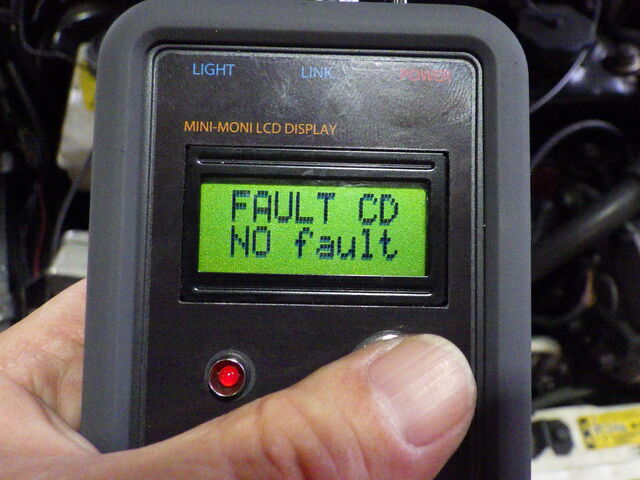 LIGHT LINK POWER
MINI-MONI LCD DISPLAY
FAULT CD
NO fault